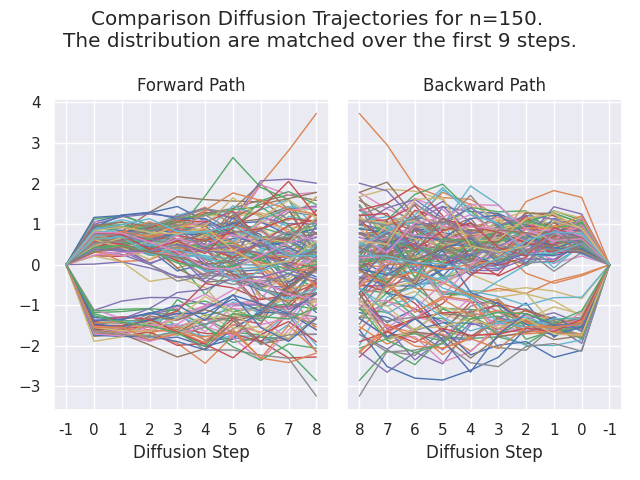 Comparison Diffusion Trajectories for n=150.
The distribution are matched over the first 9 steps.
Forward Path
Backward Path
4
3
2
1
0
−1
−2
−3
-1 0 1 2 3 4 5 6 7 8
8 7 6 5 4 3 2 1 0 -1
Diffusion Step
Diffusion Step